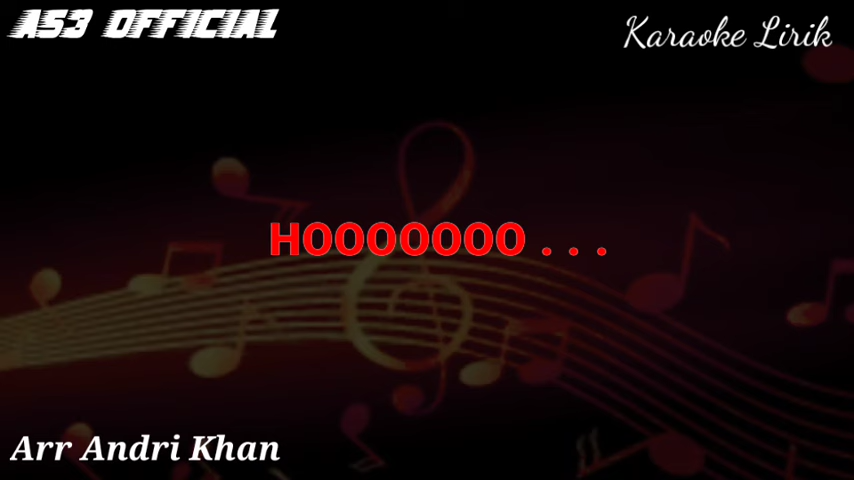 AS3 OFFICIAL
Karaoke Lirik
HOOOOOOO . . .
Arr Andri Khan